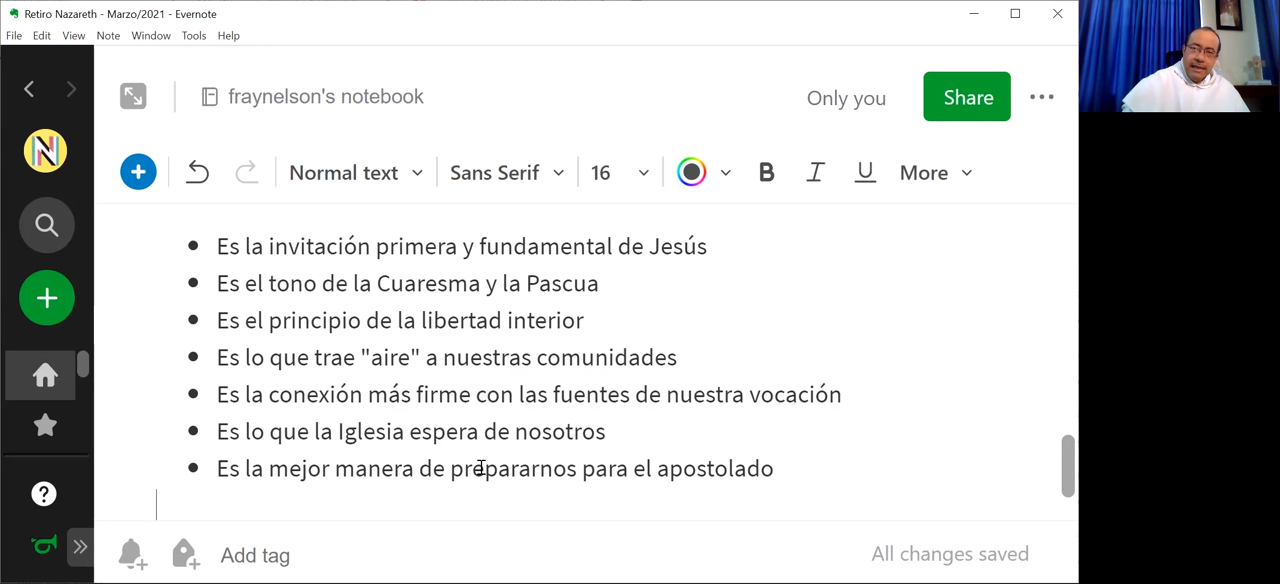 Retiro Nazareth - Marzo/2021 - Evernote
File Edit View Note Window Tools Help
fraynelson's notebook
Only you
Share
Normal text
Sans Serif
16
B
I
U
More
• Es la invitación primera y fundamental de Jesús
• Es el tono de la Cuaresma y la Pascua
• Es el principio de la libertad interior
• Es lo que trae "aire" a nuestras comunidades
• Es la conexión más firme con las fuentes de nuestra vocación
• Es lo que la Iglesia espera de nosotros
• Es la mejor manera de prepararnos para el apostolado
Add tag
All changes saved
N